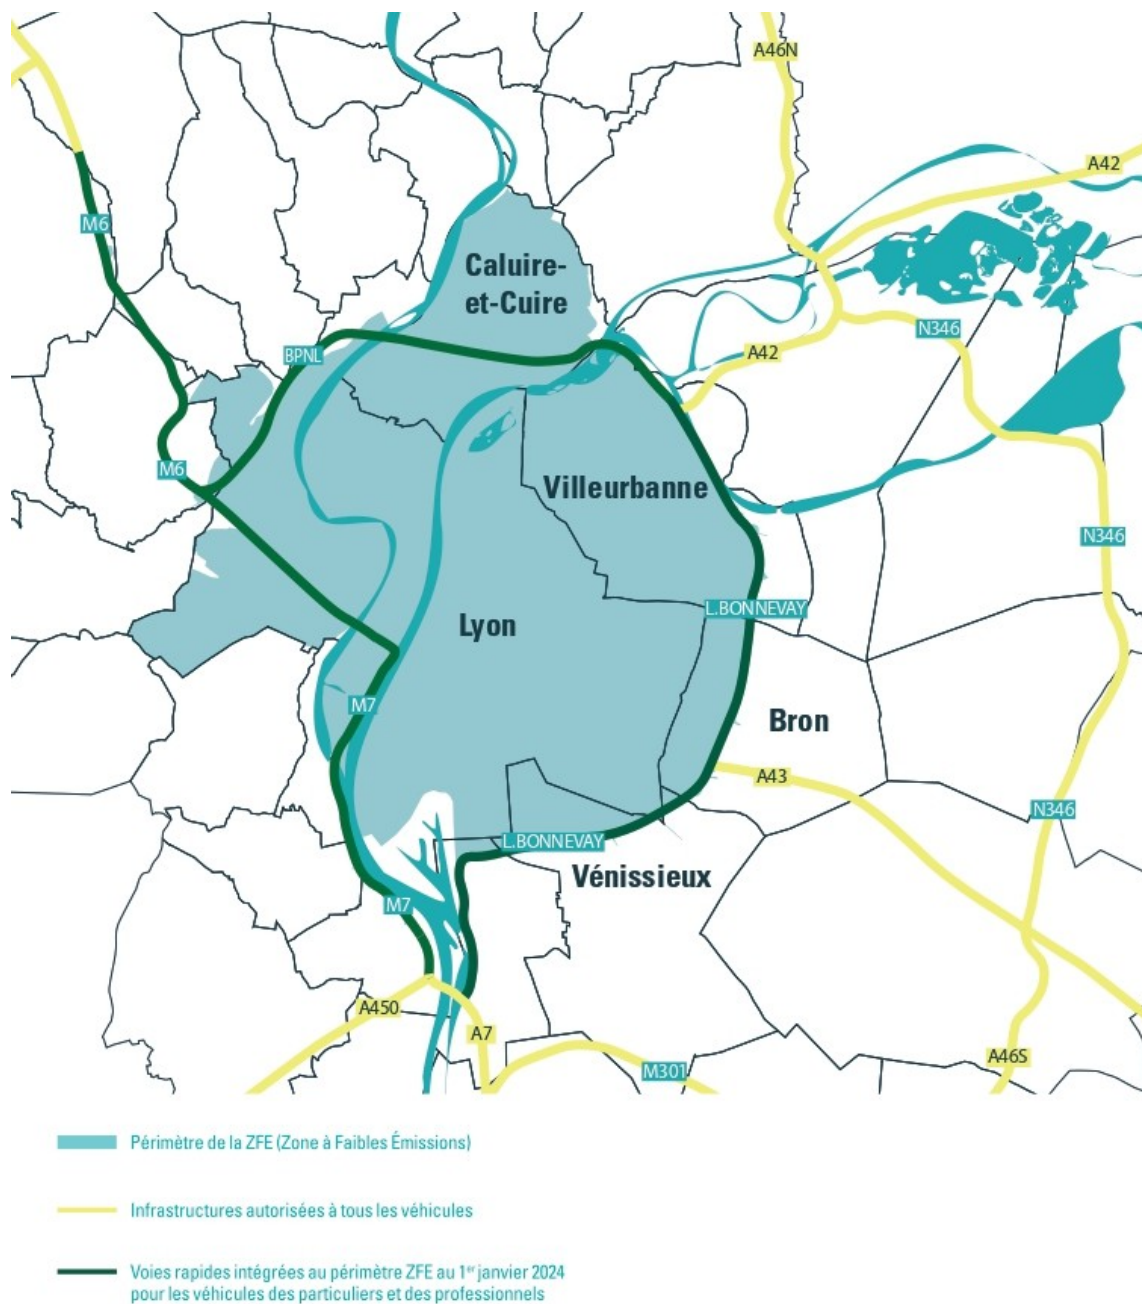 A46N
A42
M6
Caluire-
et-Cuire
N346
BPNL
A42
M6
Villeurbanne
N346
L.BONNEVAY
Lyon
M7
Bron
A43
N346
L.BONNEVAY
Vénissieux
M7
A450
A7
A46S
M301
Périmètre de la ZFE (Zone à Faibles Émissions)
Infrastructures autorisées à tous les véhicules
Voies rapides intégrées au périmètre ZFE au 1er janvier 2024
pour les véhicules des particuliers et des professionnels